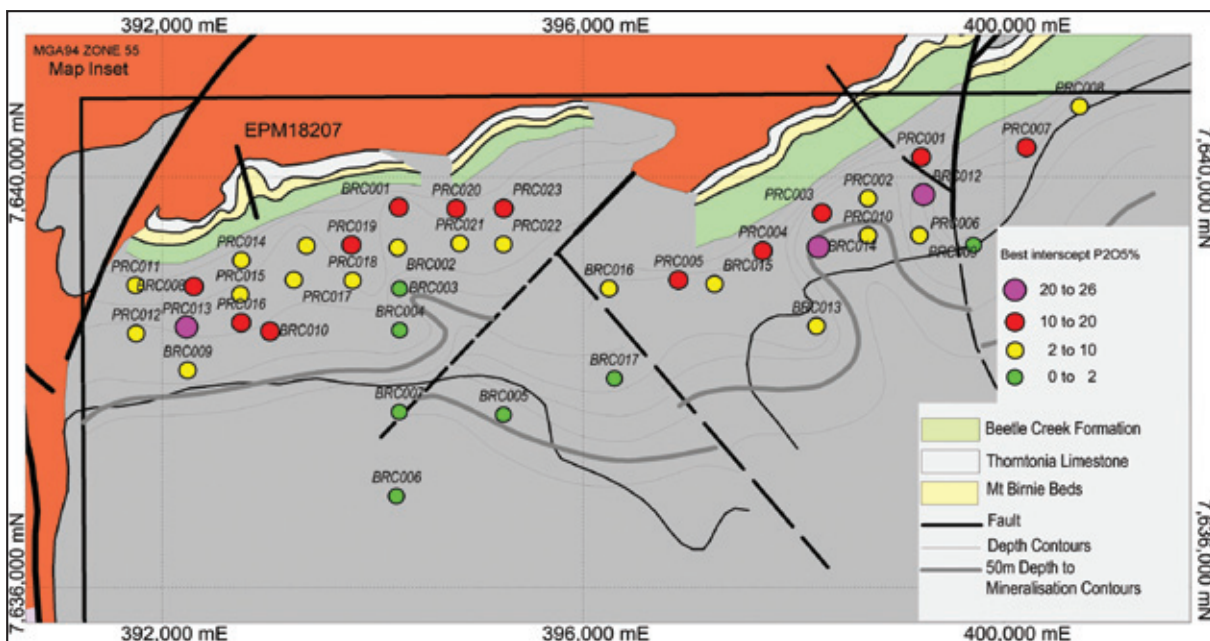 392,000 mE
396,000 mE
400,000 mE
MGA94 ZONE 55
Map Inset
EPM18207
7,640,000 mN
7,640,000 mN
7,636,000 mN
7,636,000 mN
PRC008
PRC001
PRC007
BRC012
BRC001
PRC020
PRC023
PRC003
PRC002
PRC019
PRC021
PRC022
PRC004
PRC010
PRC006
PRC014
BRC014
PRC009
PRC011
BRC008
PRC015
PRC018
BRC002
BRC016
PRC005
BRC015
PRC017
BRC003
PRC012
PRC013
PRC016
BRC010
BRC004
BRC013
BRC009
BRC017
BRC007
BRC005
BRC006
Best interscept P2O5%
20 to 26
10 to 20
2 to 10
0 to 2
Beetle Creek Formation
Thorntonia Limestone
Mt Birnie Beds
Fault
Depth Contours
50m Depth to
Mineralisation Contours
392,000 mE
396,000 mE
400,000 mE